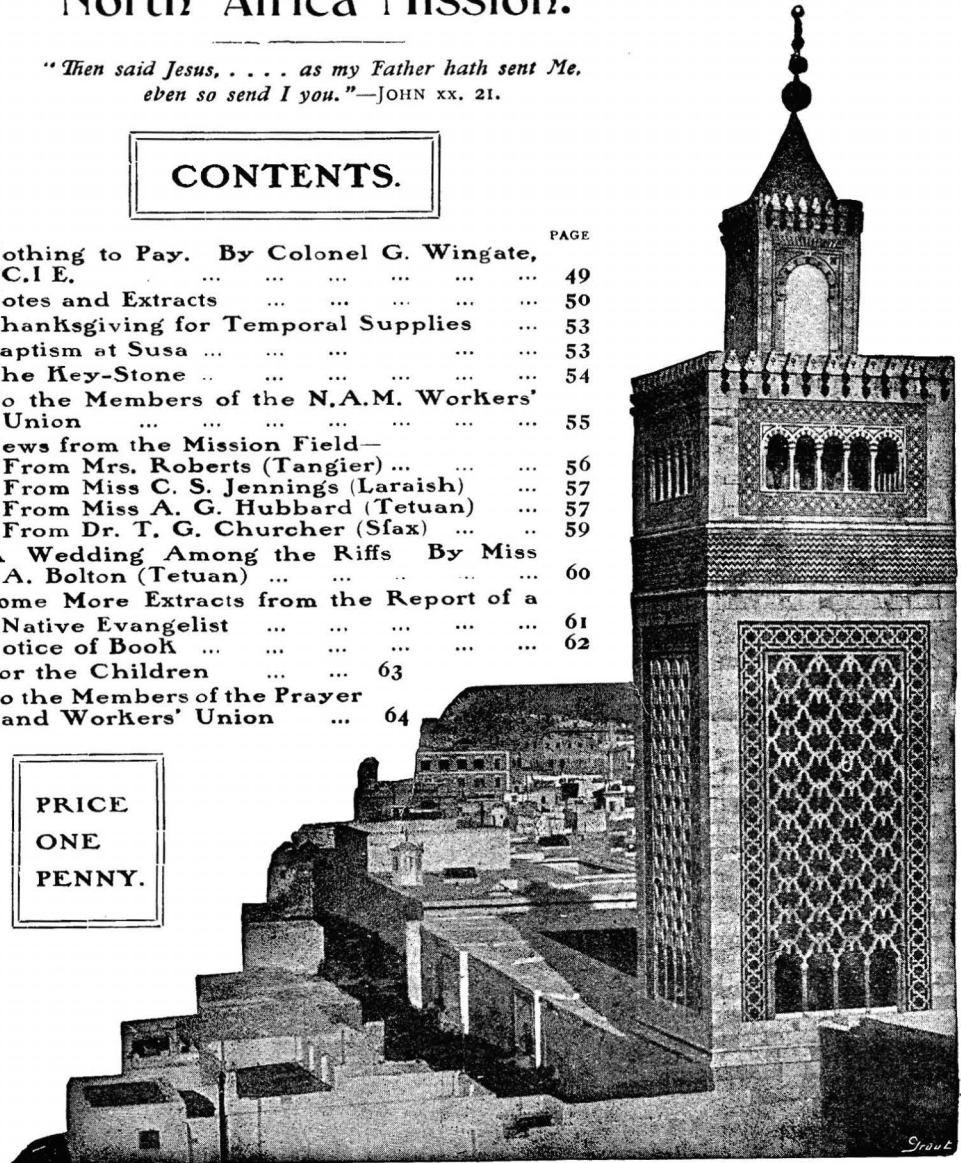 North Africa Mission.
"Then said Jesus, . . . . as my Father hath sent Me,
even so send I you."—JOHN XX. 21.
CONTENTS.
PAGE
othing to Pay. By Colonel G. Wingate,
C.I E. ... ... ... ... ... ... 49
otes and Extracts ... ... ... ... ... 50
hanksgiving for Temporal Supplies ... 53
aptism at Susa ... ... ... ... ... 53
he Key-Stone .. ... ... ... ... ... 54
o the Members of the N.A.M. Workers'
Union ... ... ... ... ... ... ... 55
ews from the Mission Field—
From Mrs. Roberts (Tangier) ... ... ... 56
From Miss C. S. Jennings (Laraish) ... 57
From Miss A. G. Hubbard (Tetuan) ... 57
From Dr. T. G. Churcher (Sfax) ... .. 59
A Wedding Among the Riffs By Miss
A. Bolton (Tetuan) ... ... .. ... ... 60
ome More Extracts from the Report of a
Native Evangelist ... ... ... ... ... 61
otice of Book ... ... ... ... ... ... 62
or the Children ... ... 63
o the Members of the Prayer
and Workers' Union ... 64
PRICE
ONE
PENNY.
Grout